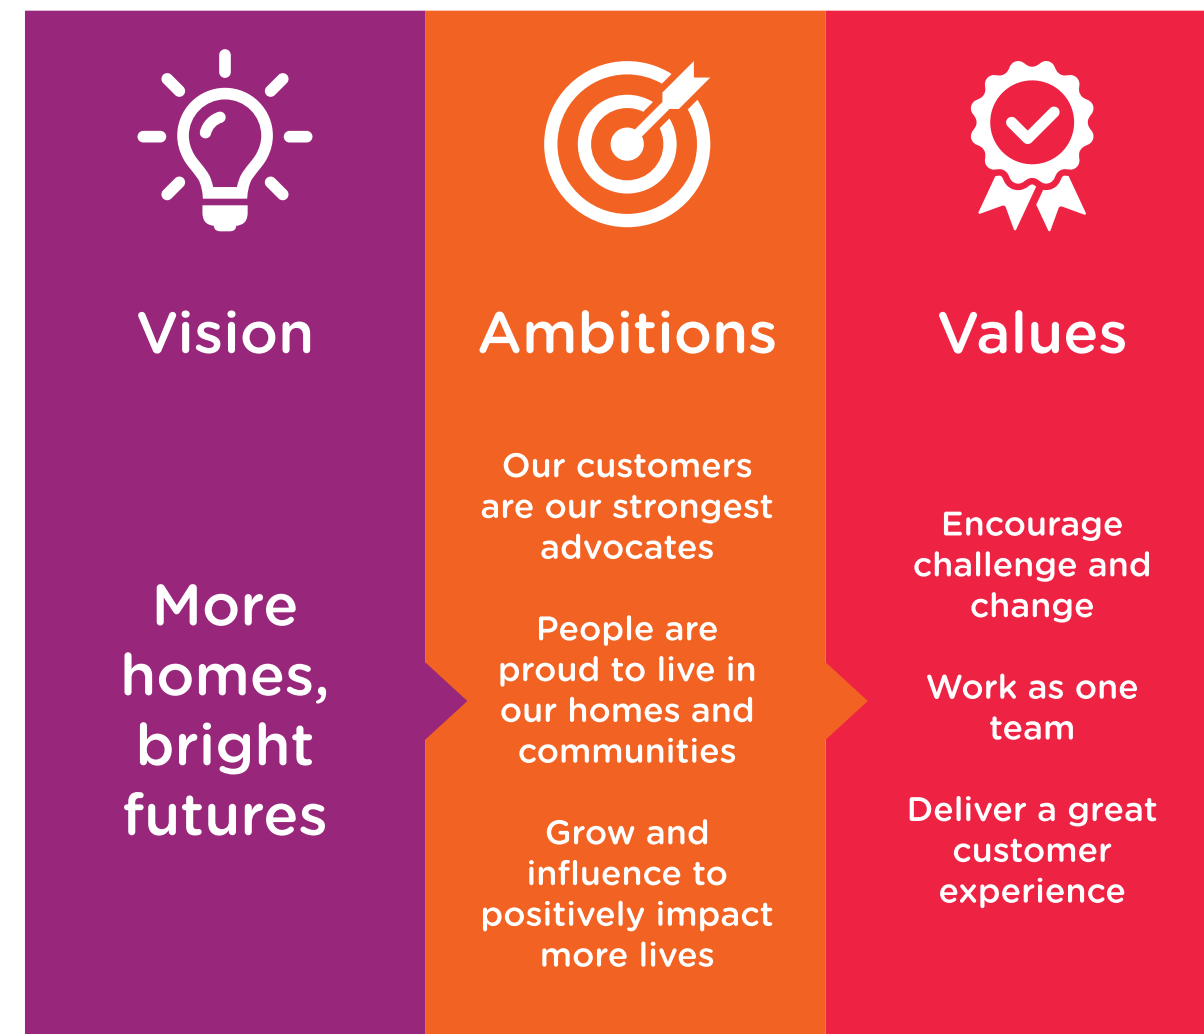 Vision
More
homes,
bright
futures
Ambitions
Our customers
are our strongest
advocates
People are
proud to live in
our homes and
communities
Grow and
influence to
positively impact
more lives
Values
Encourage
challenge and
change
Work as one
team
Deliver a great
customer
experience